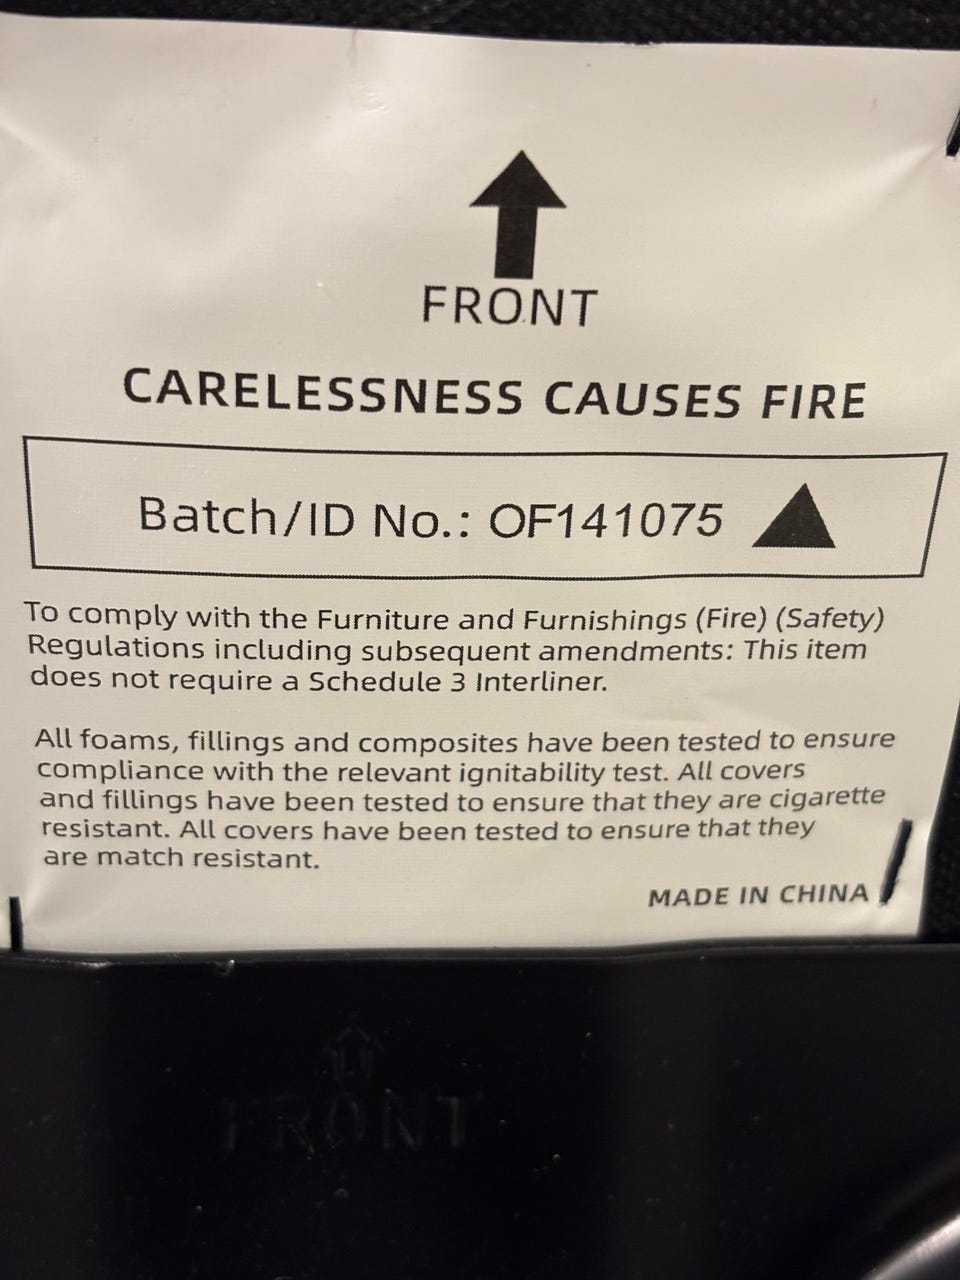 FRONT
CARELESSNESS CAUSES FIRE
Batch/ID No.: OF141075
To comply with the Furniture and Furnishings (Fire) (Safety)
Regulations including subsequent amendments: This item
does not require a Schedule 3 Interliner.
All foams, fillings and composites have been tested to ensure
compliance with the relevant ignitability test. All covers
and fillings have been tested to ensure that they are cigarette
resistant. All covers have been tested to ensure that they
are match resistant.
MADE IN CHINA
FRONT